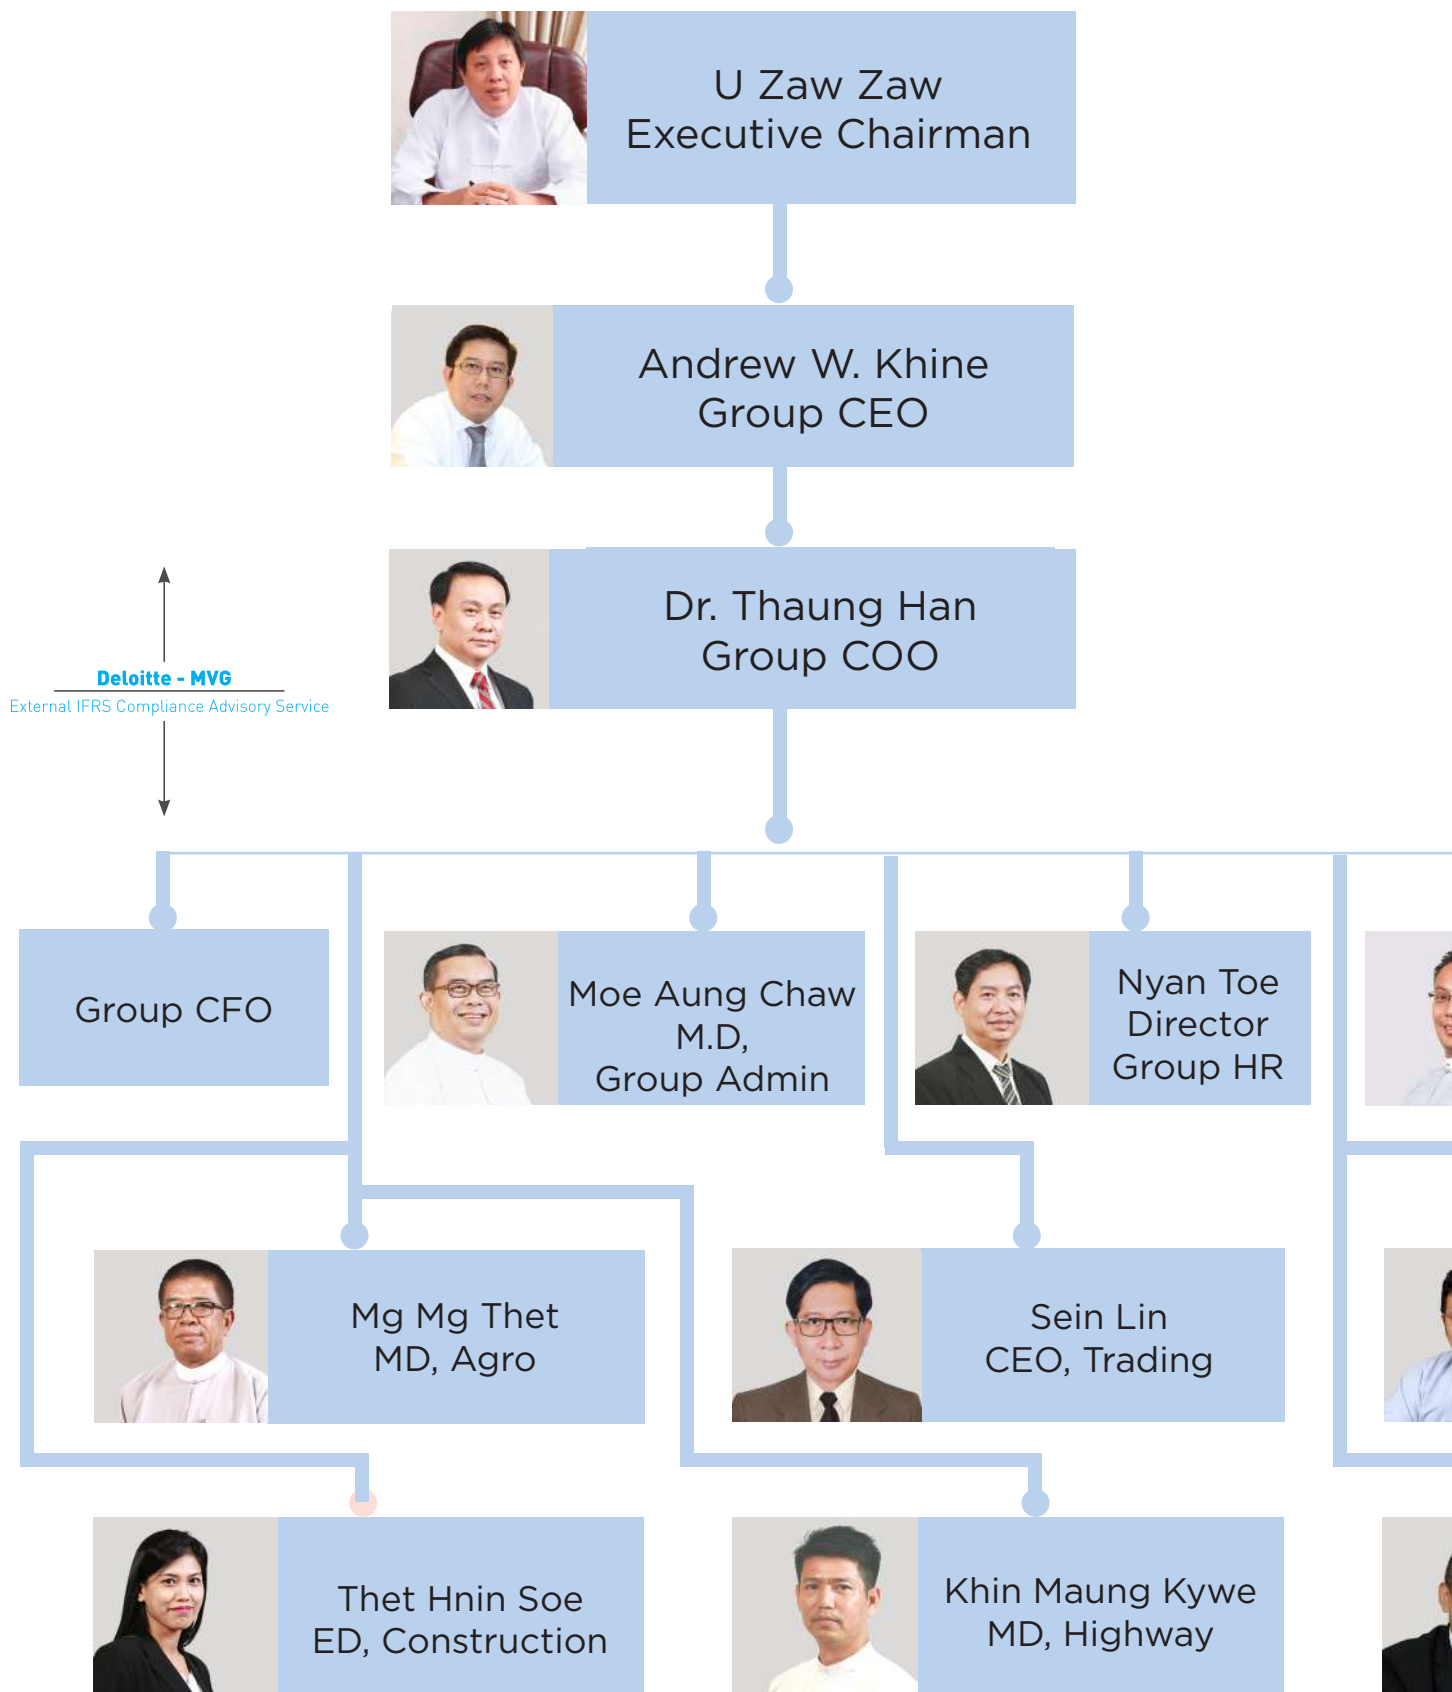 U Zaw Zaw
Executive Chairman
Andrew W. Khine
Group CEO
Dr. Thaung Han
Group COO
Deloitte - MVG
External IFRS Compliance Advisory Service
Group CFO
Moe Aung Chaw
M.D,
Group Admin
Nyan Toe
Director
Group HR
Mg Mg Thet
MD, Agro
Sein Lin
CEO, Trading
Thet Hnin Soe
ED, Construction
Khin Maung Kywe
MD, Highway